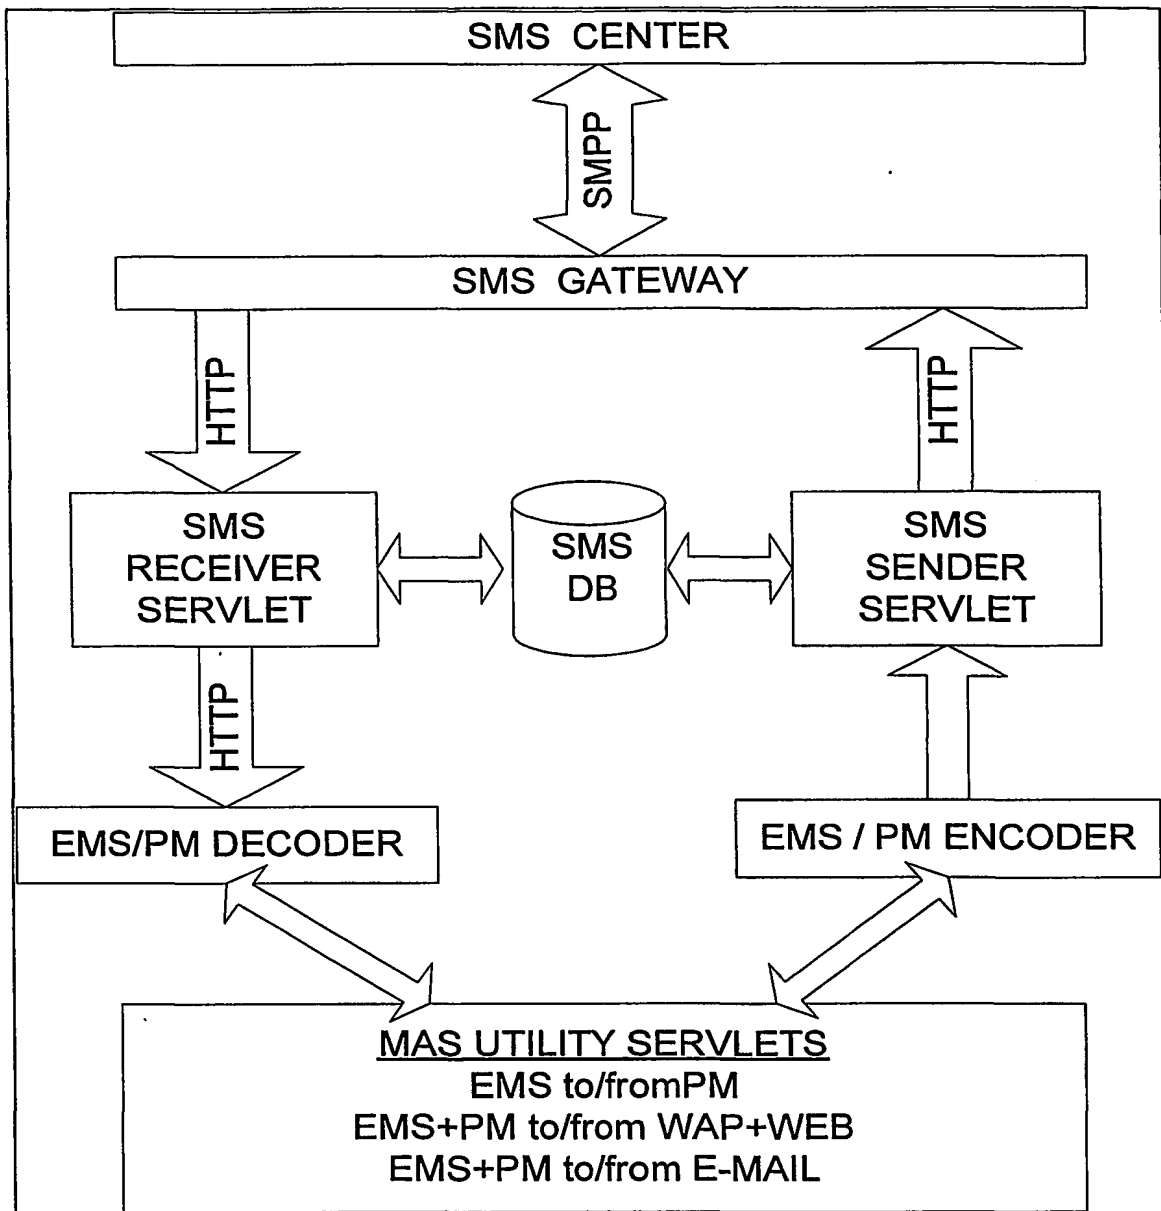 SMS CENTER
SMPP
SMS GATEWAY
HTTP
HTTP
SMS
RECEIVER
SERVLET
SMS
DB
SMS
SENDER
SERVLET
HTTP
EMS/PM DECODER
EMS / PM ENCODER
MAS UTILITY SERVLETS
EMS to/fromPM
EMS+PM to/from WAP+WEB
EMS+PM to/from E-MAIL